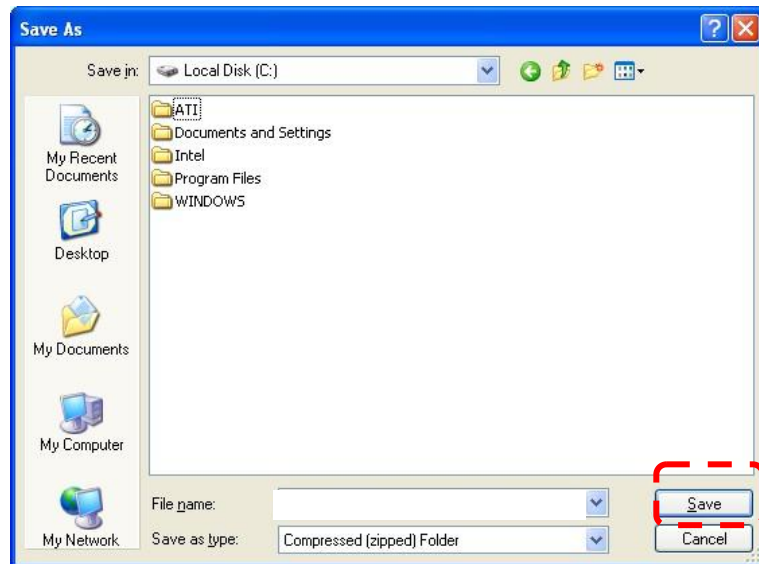 Save As
Save in:
Local Disk (C:)
My Recent
Documents
Desktop
My Documents
My Computer
My Network
ATI
Documents and Settings
Intel
Program Files
WINDOWS
File name:
Save
Save as type:
Compressed (zipped) Folder
Cancel